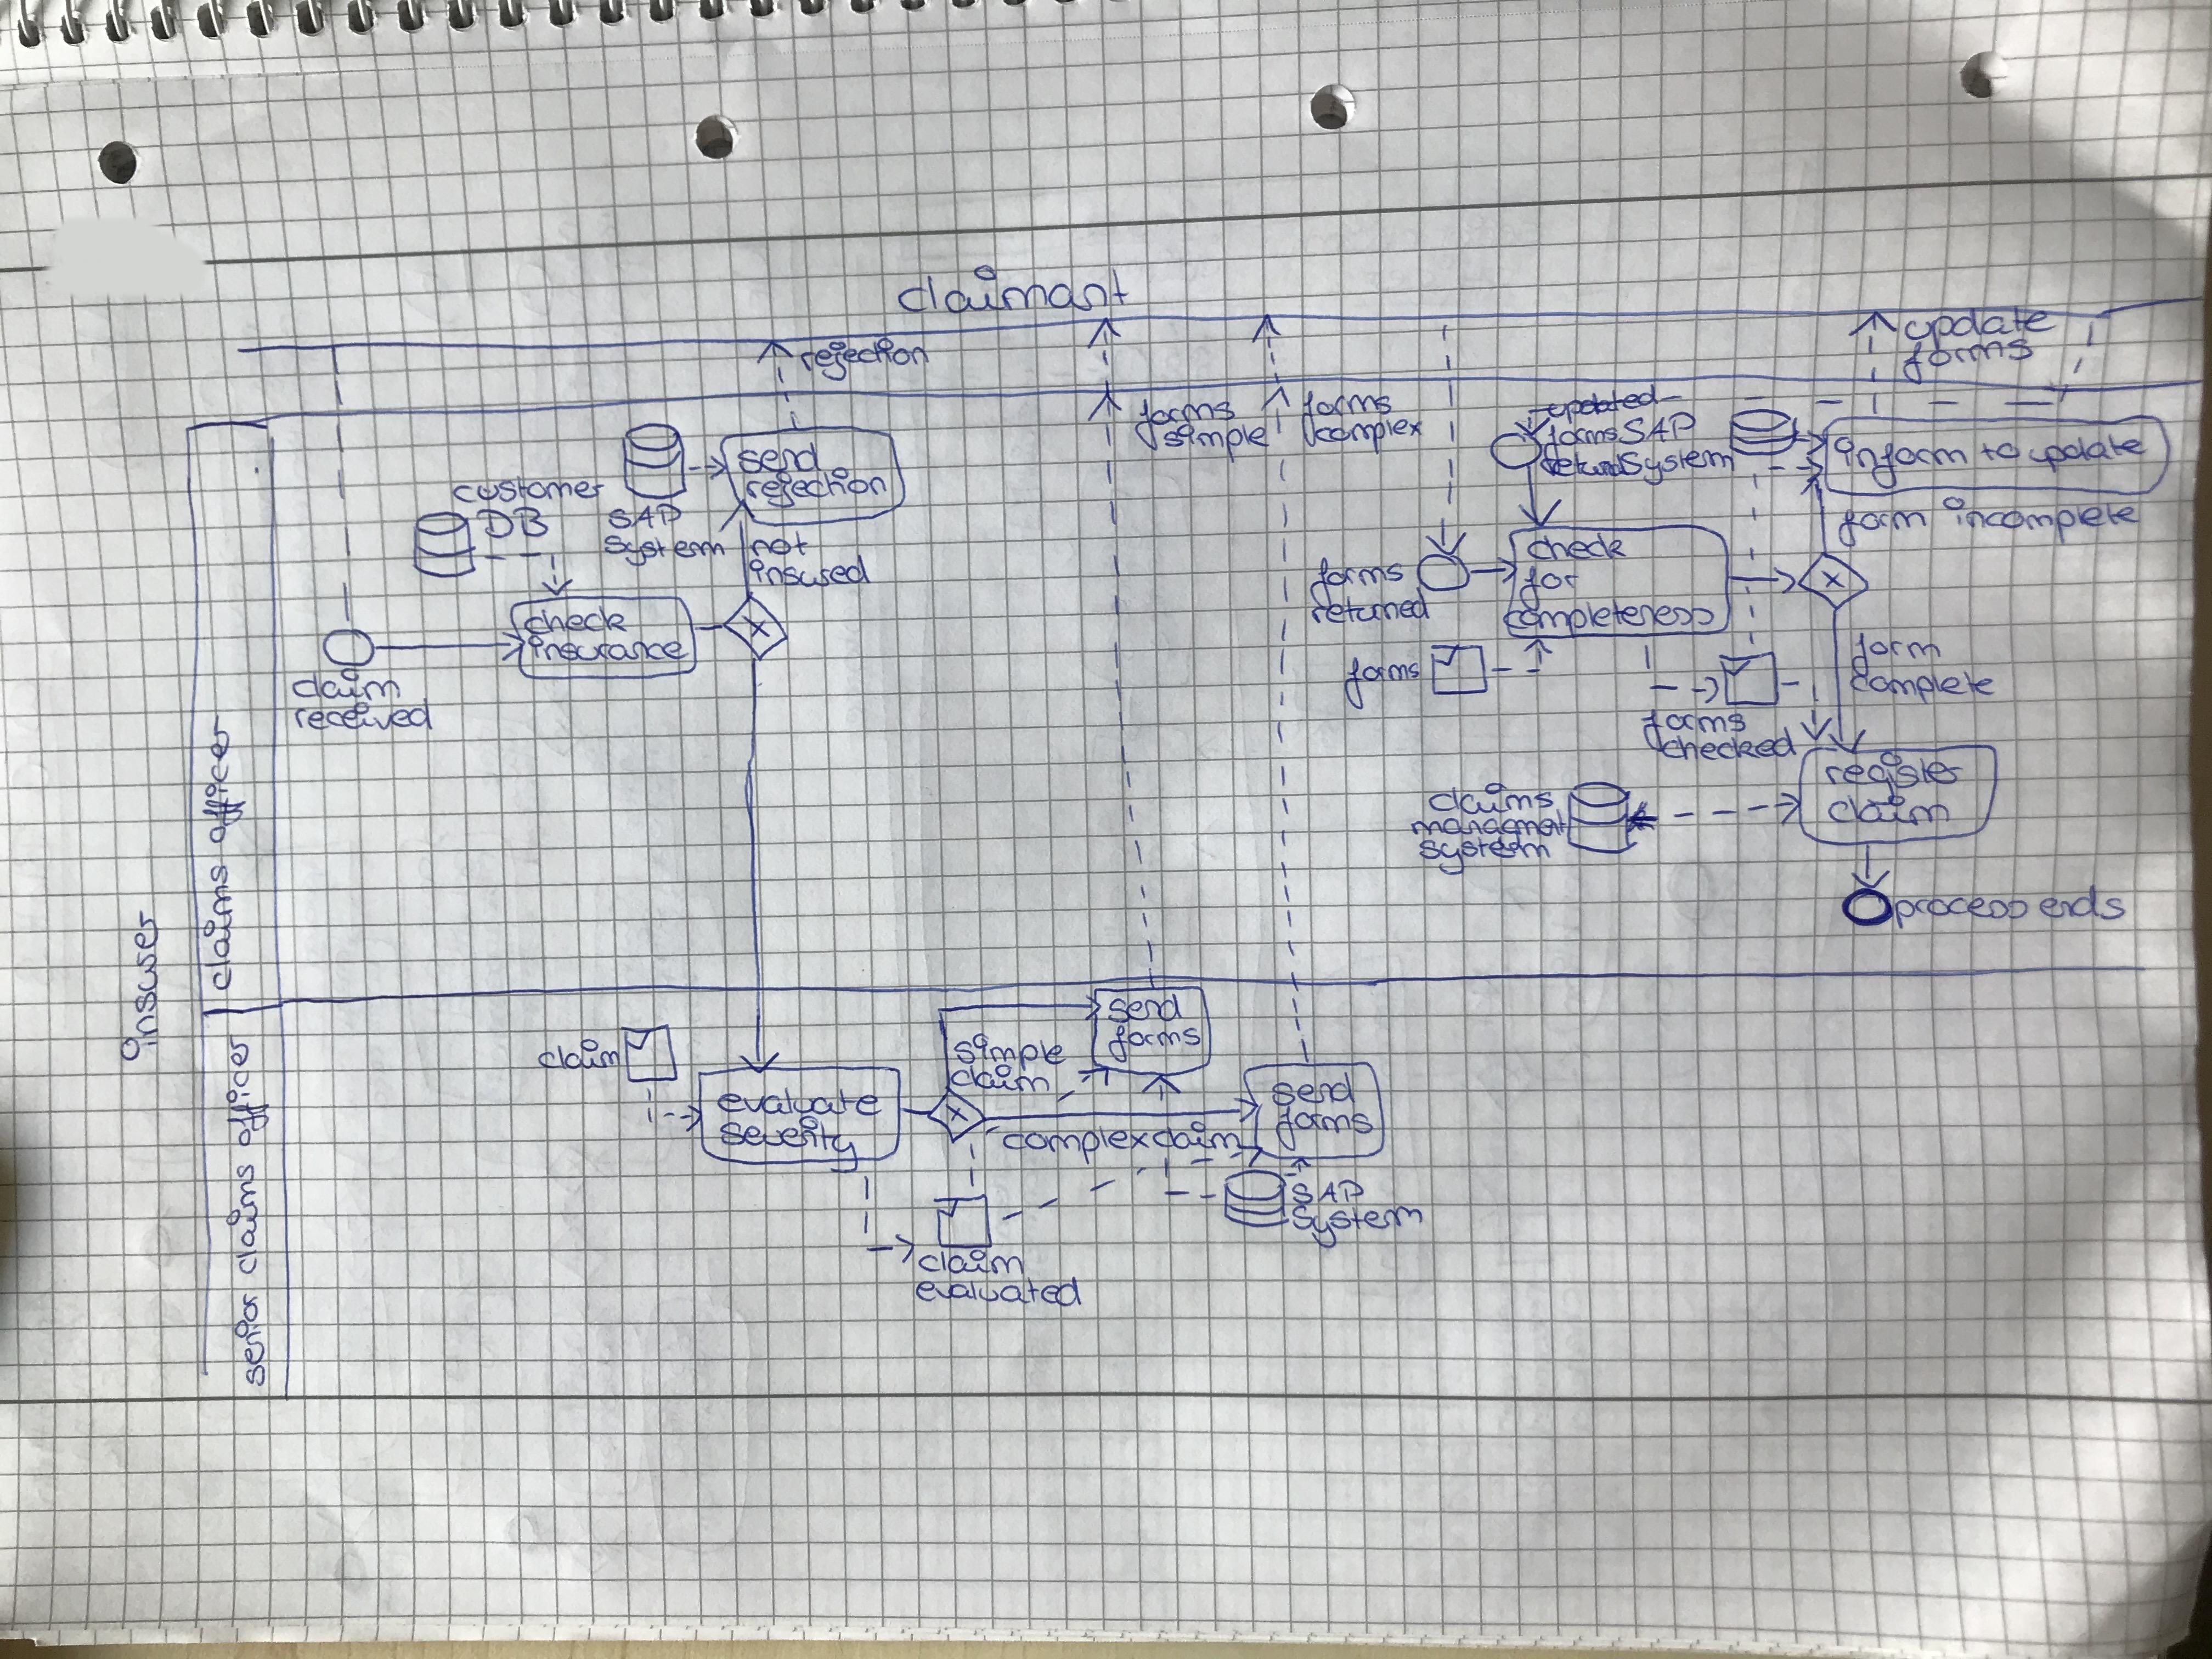 claimant
rejection
update
forms
forms
simple
forms
complex
updated
forms
SAP
System
send
rejection
customer
DB
SAP
System
not
insured
inform to update
form incomplete
check
insurance
claim
received
forms
returned
check
for
completeness
forms
form
complete
forms
checked
register
claim
claims
managment
system
process ends
insurer
claims officer
senior claims officer
claim
evaluate
severity
simple
claim
send
forms
complex claim
send
forms
SAP
System
claim
evaluated